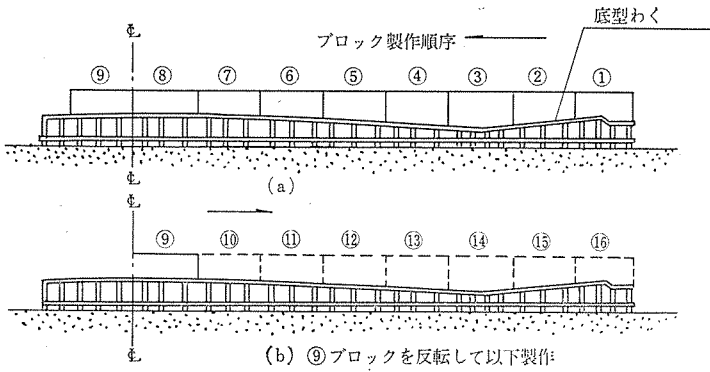 底型わく
ブロック製作順序
℄
⑨ ⑧ ⑦ ⑥ ⑤ ④ ③ ② ①
℄
(a)
℄
⑨ ⑩ ⑪ ⑫ ⑬ ⑭ ⑮ ⑯
℄
(b) ⑨ブロックを反転して以下製作